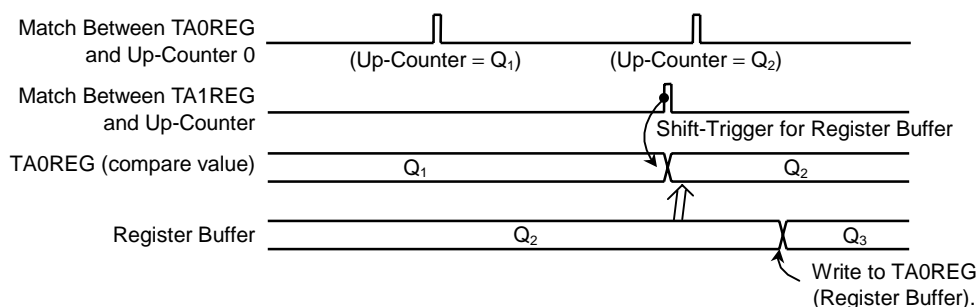 Match Between TA0REG
and Up-Counter 0
(Up-Counter = Q1)
(Up-Counter = Q2)
Match Between TA1REG
and Up-Counter
Shift-Trigger for Register Buffer
TA0REG (compare value)
Q1
Q2
Register Buffer
Q2
Q3
Write to TA0REG
(Register Buffer).